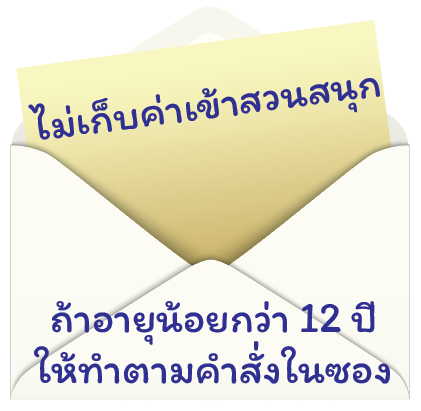 ไม่เก็บค่าเข้าสวนสนุก
ถ้าอายุน้อยกว่า 12 ปี
ให้ทำตามคำสั่งในซอง